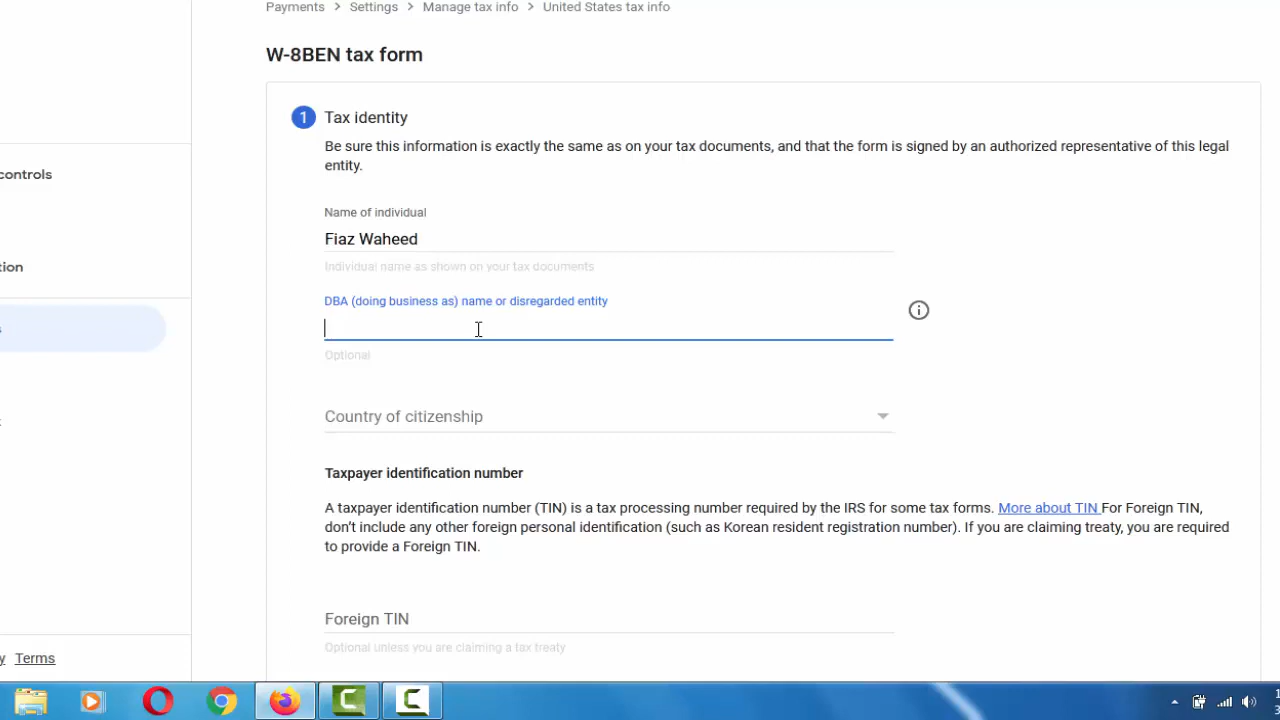 Payments > Settings > Manage tax info > United States tax info
W-8BEN tax form
controls
tion
1 Tax identity
Be sure this information is exactly the same as on your tax documents, and that the form is signed by an authorized representative of this legal
entity.
Name of individual
Fiaz Waheed
Individual name as shown on your tax documents
DBA (doing business as) name or disregarded entity
Optional
Country of citizenship
Taxpayer identification number
A taxpayer identification number (TIN) is a tax processing number required by the IRS for some tax forms. More about TIN For Foreign TIN,
don't include any other foreign personal identification (such as Korean resident registration number). If you are claiming treaty, you are required
to provide a Foreign TIN.
Foreign TIN
Optional unless you are claiming a tax treaty
y Terms